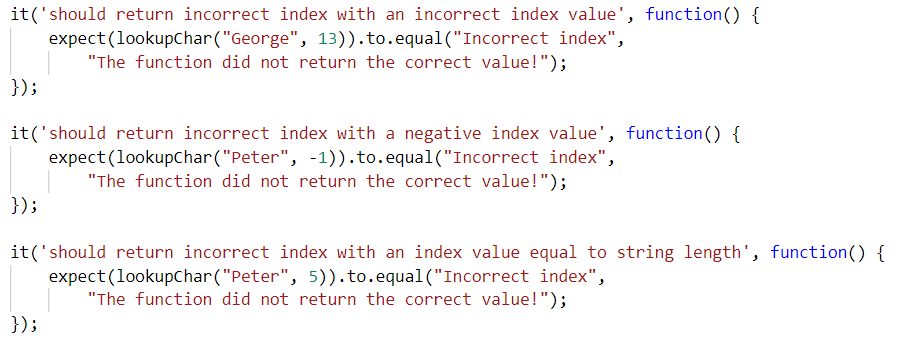 it('should return incorrect index with an incorrect index value', function() {
expect(lookupChar("George", 13)).to.equal("Incorrect index",
"The function did not return the correct value!");
});
it('should return incorrect index with a negative index value', function() {
expect(lookupChar("Peter", -1)).to.equal("Incorrect index",
"The function did not return the correct value!");
});
it('should return incorrect index with an index value equal to string length', function() {
expect(lookupChar("Peter", 5)).to.equal("Incorrect index",
"The function did not return the correct value!");
});